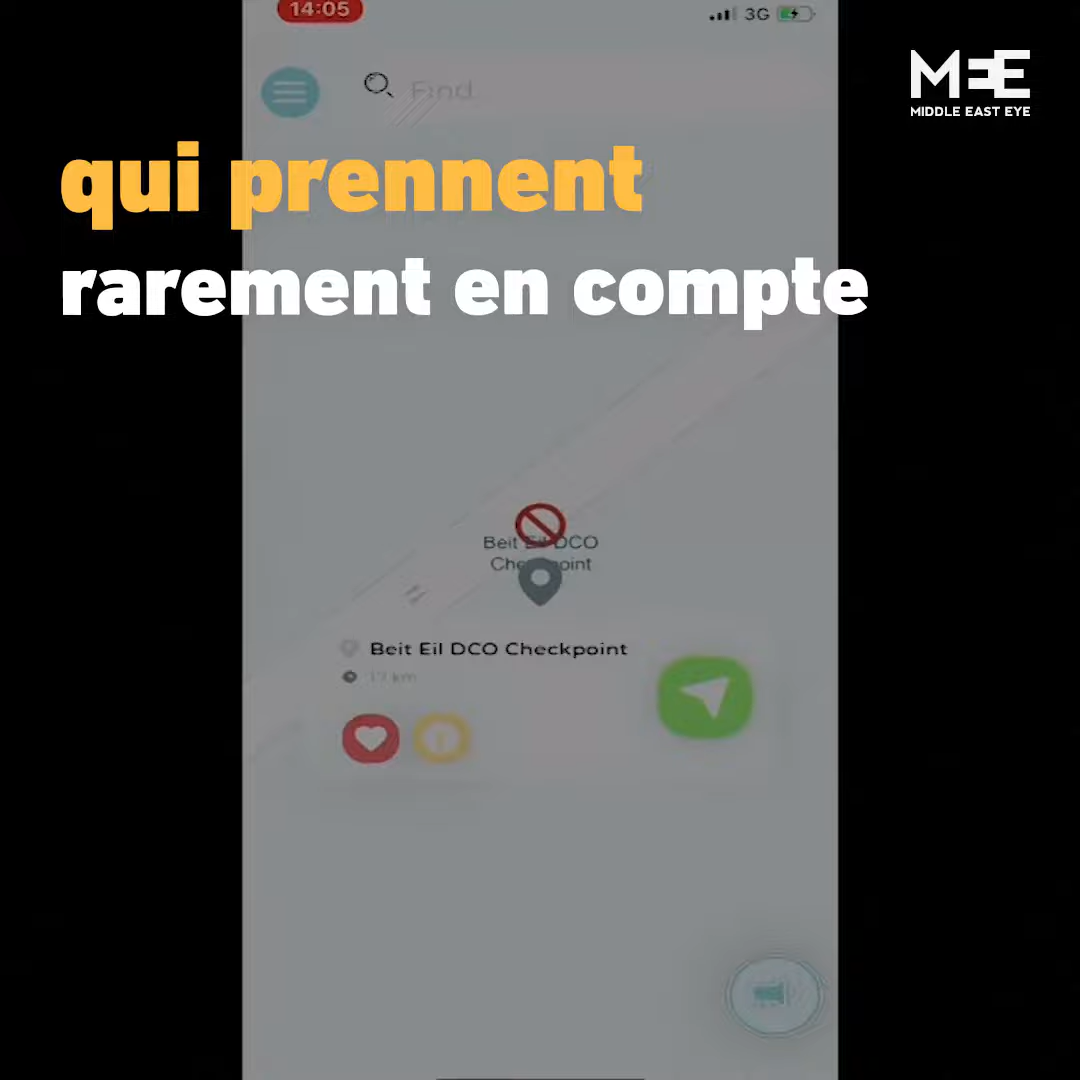 14:05
3G
Find
MEE
MIDDLE EAST EYE
qui prennent
rarement en compte
Beit Eil DCO
Checkpoint
Beit Eil DCO Checkpoint
km